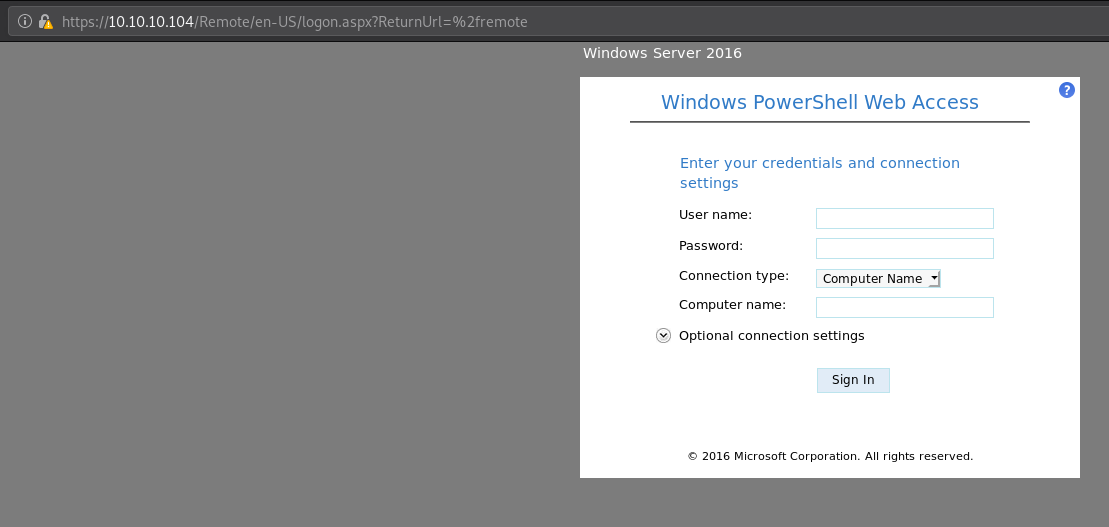 https://10.10.10.104/Remote/en-US/logon.aspx?ReturnUrl=%2fremote
Windows Server 2016
?
Windows PowerShell Web Access
Enter your credentials and connection
settings
User name:
Password:
Connection type: Computer Name
Computer name:
Optional connection settings
Sign In
© 2016 Microsoft Corporation. All rights reserved.